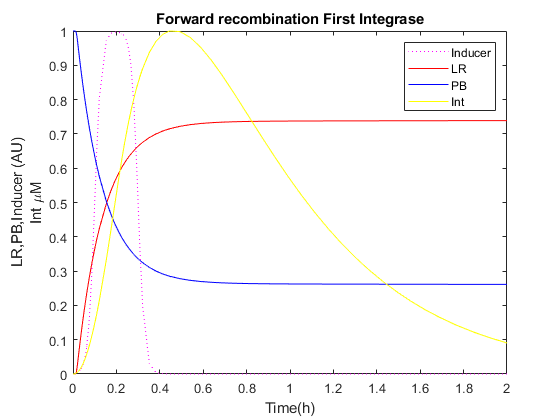 Forward recombination First Integrase
Inducer
LR
PB
Int
LR,PB,Inducer (AU)
Int μM
1
0.9
0.8
0.7
0.6
0.5
0.4
0.3
0.2
0.1
0
0 0.2 0.4 0.6 0.8 1 1.2 1.4 1.6 1.8 2
Time(h)